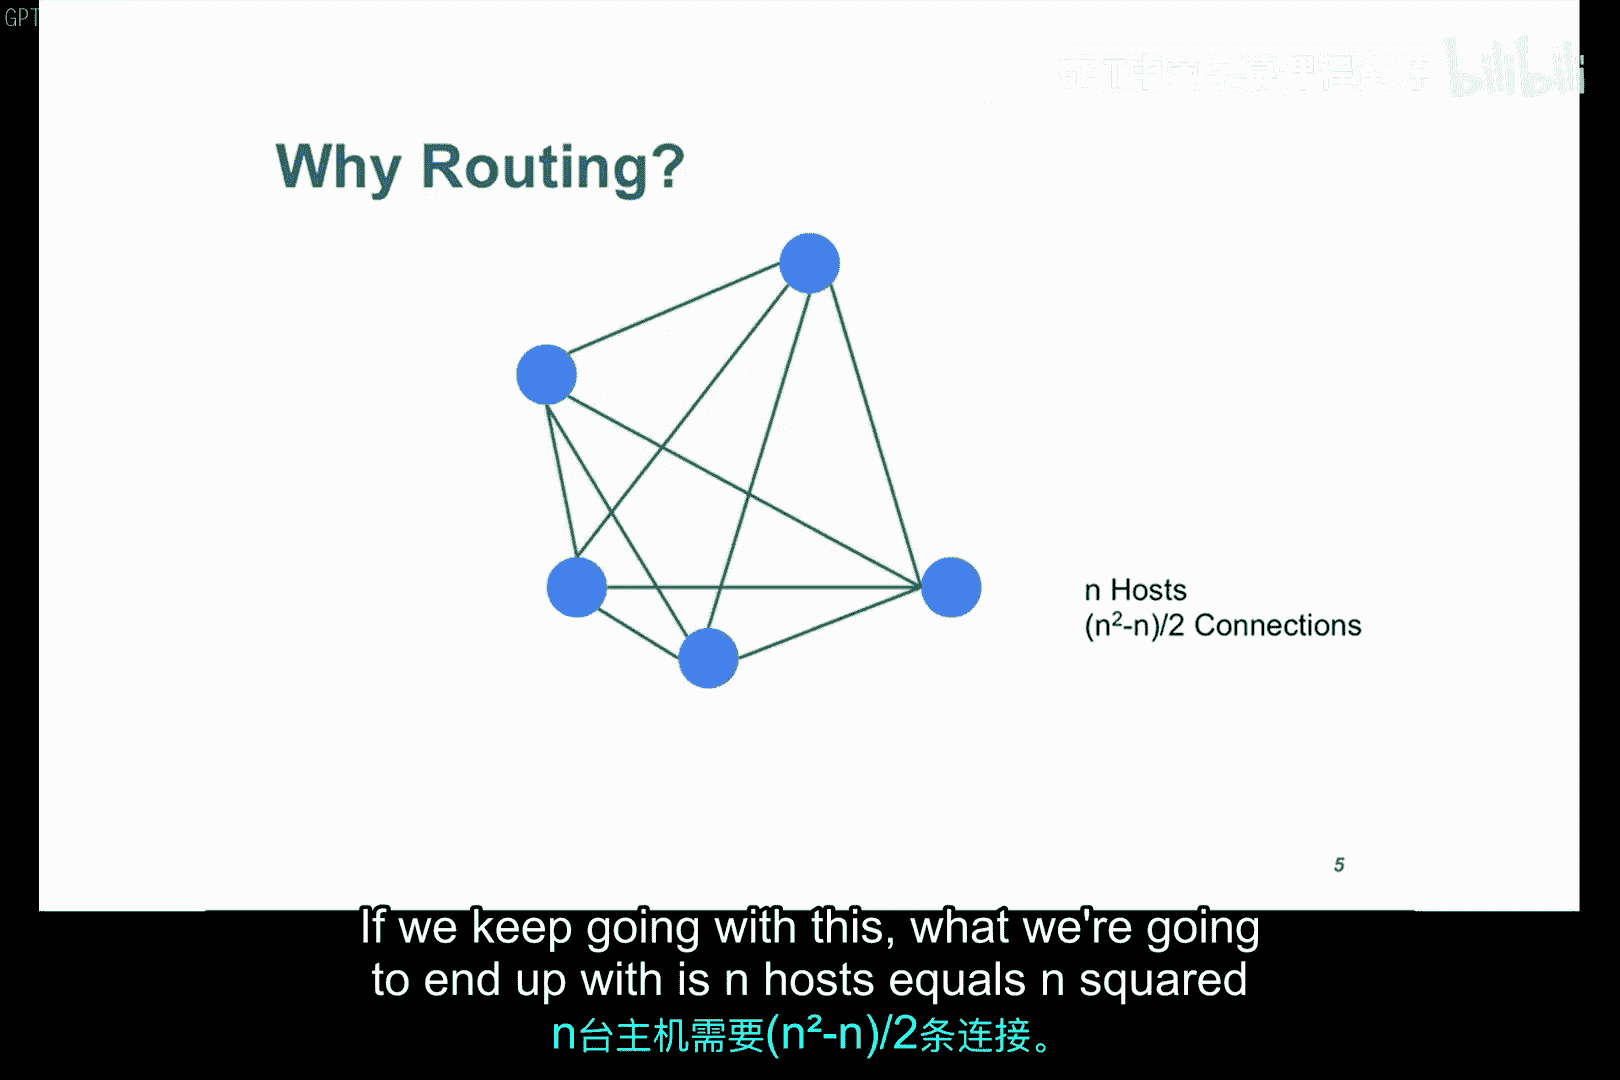 GPT
bilibili
Why Routing?
n Hosts
(n²-n)/2 Connections
5
If we keep going with this, what we're going
to end up with is n hosts equals n squared
n台主机需要(n²-n)/2条连接。